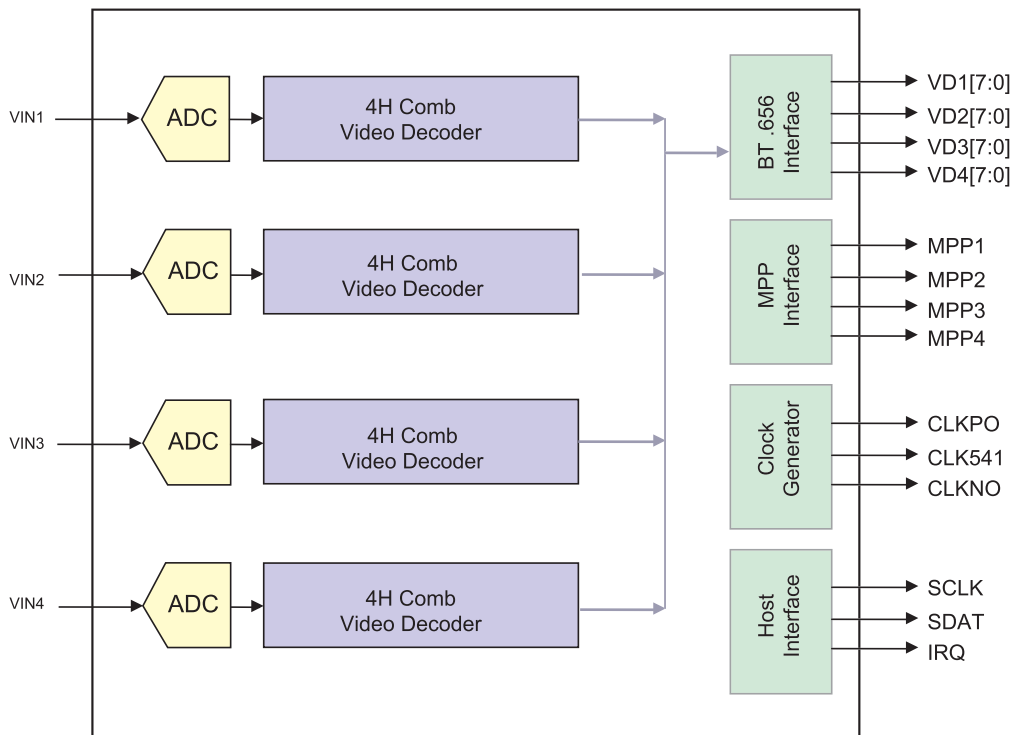 VIN1
ADC
4H Comb
Video Decoder
BT .656
Interface
VD1[7:0]
VD2[7:0]
VD3[7:0]
VD4[7:0]
VIN2
ADC
4H Comb
Video Decoder
MPP
Interface
MPP1
MPP2
MPP3
MPP4
VIN3
ADC
4H Comb
Video Decoder
Clock
Generator
CLKPO
CLK541
CLKNO
VIN4
ADC
4H Comb
Video Decoder
Host
Interface
SCLK
SDAT
IRQ